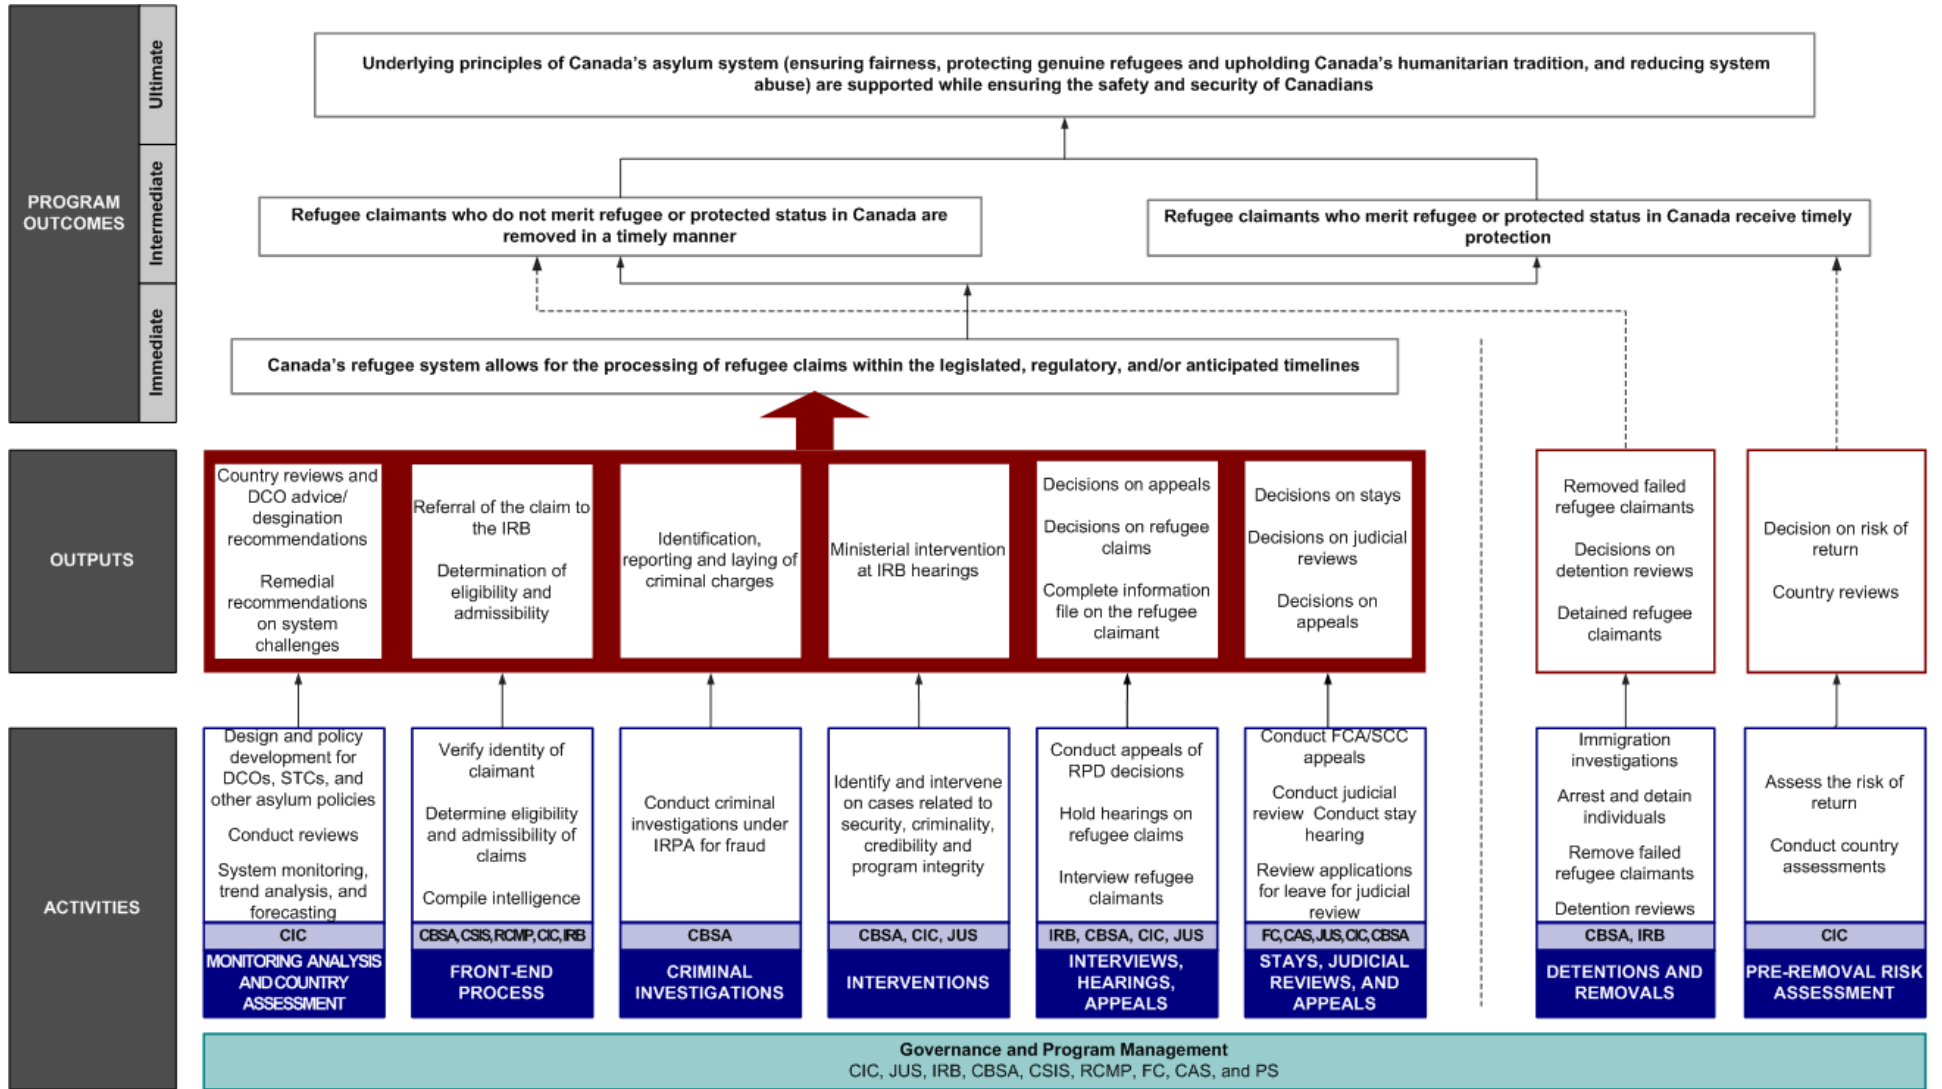 PROGRAM
OUTCOMES
Ultimate
Intermediate
Immediate
Underlying principles of Canada's asylum system (ensuring fairness, protecting genuine refugees and upholding Canada's humanitarian tradition, and reducing system
abuse) are supported while ensuring the safety and security of Canadians
Refugee claimants who do not merit refugee or protected status in Canada are
removed in a timely manner
Refugee claimants who merit refugee or protected status in Canada receive timely
protection
Canada's refugee system allows for the processing of refugee claims within the legislated, regulatory, and/or anticipated timelines
OUTPUTS
Country reviews and
DCO advice/
desgination
recommendations
Remedial
recommendations
on system
challenges
Referral of the claim to
the IRB
Determination of
eligibility and
admissibility
Identification,
reporting and laying of
criminal charges
Ministerial intervention
at IRB hearings
Decisions on appeals
Decisions on refugee
claims
Complete information
file on the refugee
claimant
Decisions on stays
Decisions on judicial
reviews
Decisions on
appeals
Removed failed
refugee claimants
Decisions on
detention reviews
Detained refugee
claimants
Decision on risk of
return
Country reviews
ACTIVITIES
Design and policy
development for
DCOs, STCs, and
other asylum policies
Conduct reviews
System monitoring,
trend analysis, and
forecasting
CIC
MONITORING ANALYSIS
AND COUNTRY
ASSESSMENT
Verify identity of
claimant
Determine eligibility
and admissibility of
claims
Compile intelligence
CBSA, CSIS, RCMP, CIC, IRB
FRONT-END
PROCESS
Conduct criminal
investigations under
IRPA for fraud
CBSA
CRIMINAL
INVESTIGATIONS
Identify and intervene
on cases related to
security, criminality,
credibility and
program integrity
CBSA, CIC, JUS
INTERVENTIONS
Conduct appeals of
RPD decisions
Hold hearings on
refugee claims
Interview refugee
claimants
IRB, CBSA, CIC, JUS
INTERVIEWS,
HEARINGS,
APPEALS
Conduct FCA/SCC
appeals
Conduct judicial
review Conduct stay
hearing
Review applications
for leave for judicial
review
FC, CAS, JUS, CIC, CBSA
STAYS, JUDICIAL
REVIEWS, AND
APPEALS
Immigration
investigations
Arrest and detain
individuals
Remove failed
refugee claimants
Detention reviews
CBSA, IRB
DETENTIONS AND
REMOVALS
Assess the risk of
return
Conduct country
assessments
CIC
PRE-REMOVAL RISK
ASSESSMENT
Governance and Program Management
CIC, JUS, IRB, CBSA, CSIS, RCMP, FC, CAS, and PS